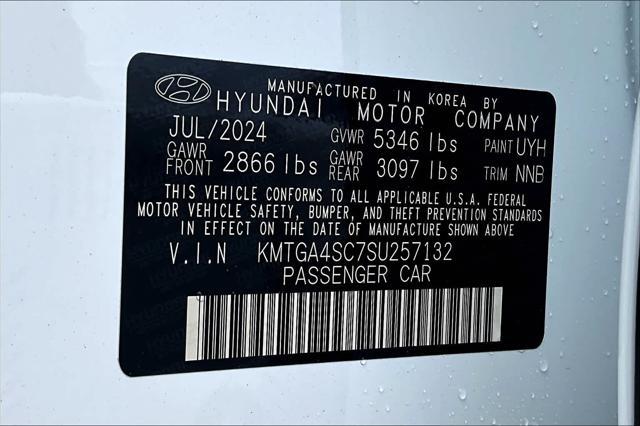 MANUFACTURED IN KOREA BY
HYUNDAI MOTOR COMPANY
JUL/2024 GVWR 5346 lbs PAINT UYH
GAWR FRONT 2866 lbs GAWR REAR 3097 lbs TRIM NNB
THIS VEHICLE CONFORMS TO ALL APPLICABLE U.S.A. FEDERAL
MOTOR VEHICLE SAFETY, BUMPER, AND THEFT PREVENTION STANDARDS
IN EFFECT ON THE DATE OF MANUFACTURE SHOWN ABOVE.
V.I.N KMTGA4SC7SU257132
PASSENGER CAR